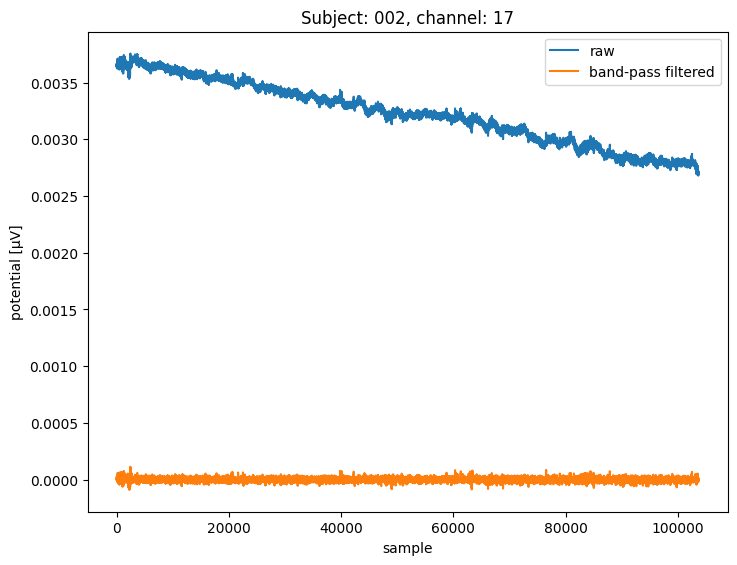 Subject: 002, channel: 17
raw
band-pass filtered
potential [μV]
0.0035
0.0030
0.0025
0.0020
0.0015
0.0010
0.0005
0.0000
0
20000
40000
60000
80000
100000
sample